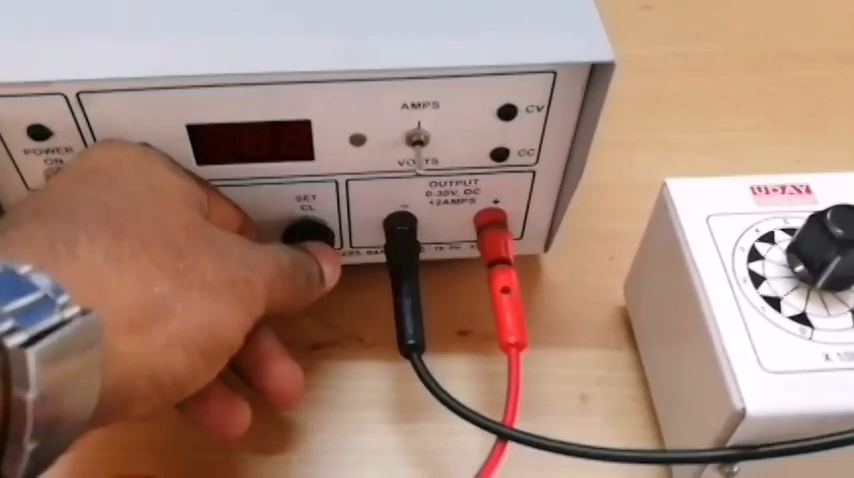 AMPS
CV
POWER
ON
VOLTS
CC
OUTPUT
0-30V, DC
12AMPS
SET
CL
-
+
UDAY